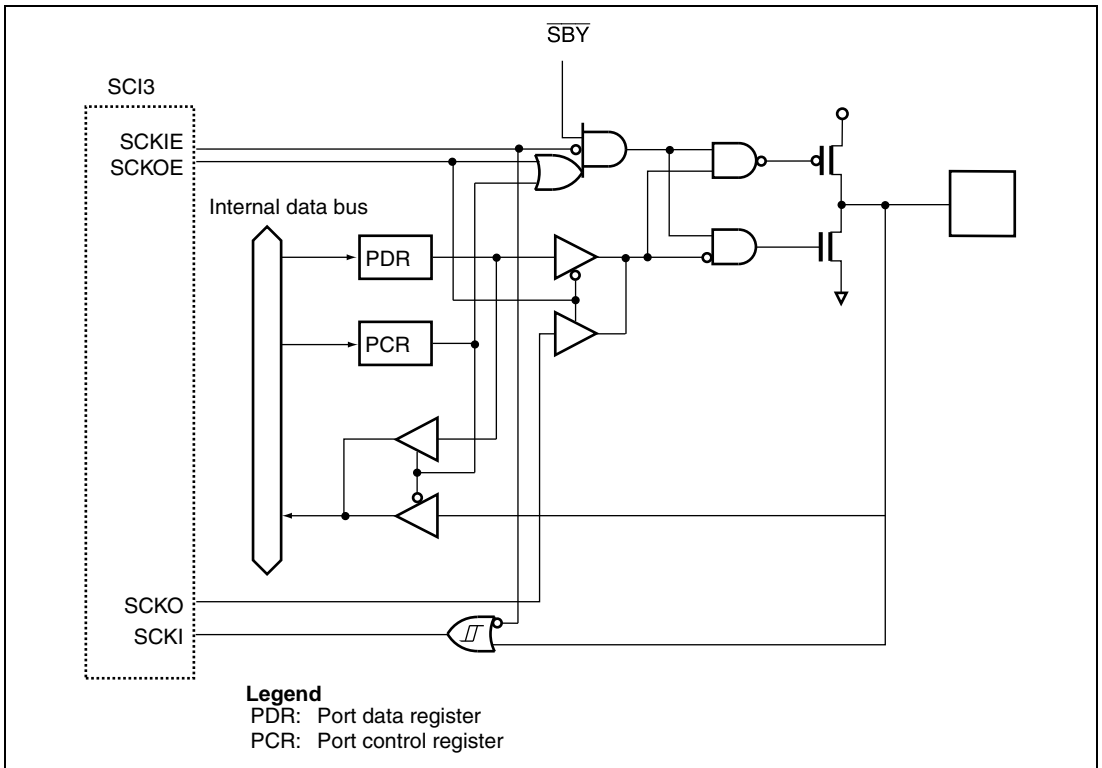 SBY
SCI3
SCKIE
SCKOE
Internal data bus
PDR
PCR
SCKO
SCKI
Legend
PDR: Port data register
PCR: Port control register